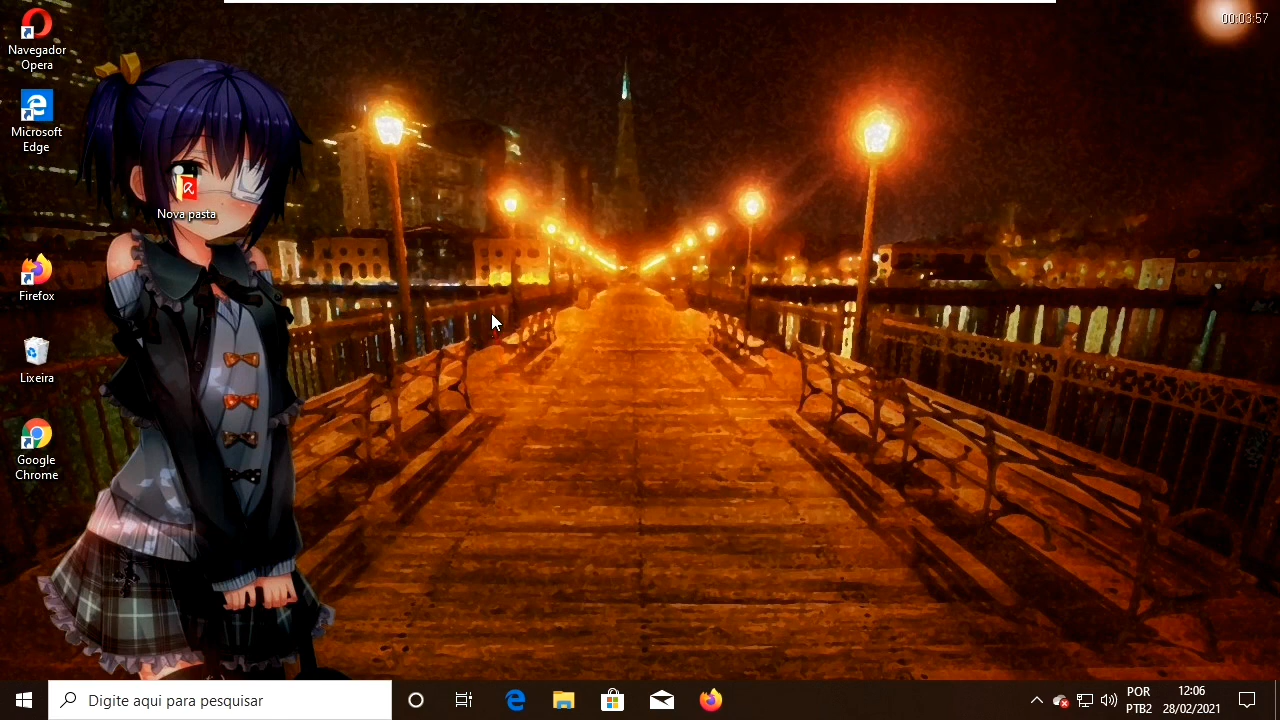 00:03:57
Navegador
Opera
Microsoft
Edge
Nova pasta
Firefox
Lixeira
Google
Chrome
Digite aqui para pesquisar
POR
PTB2
12:06
28/02/2021